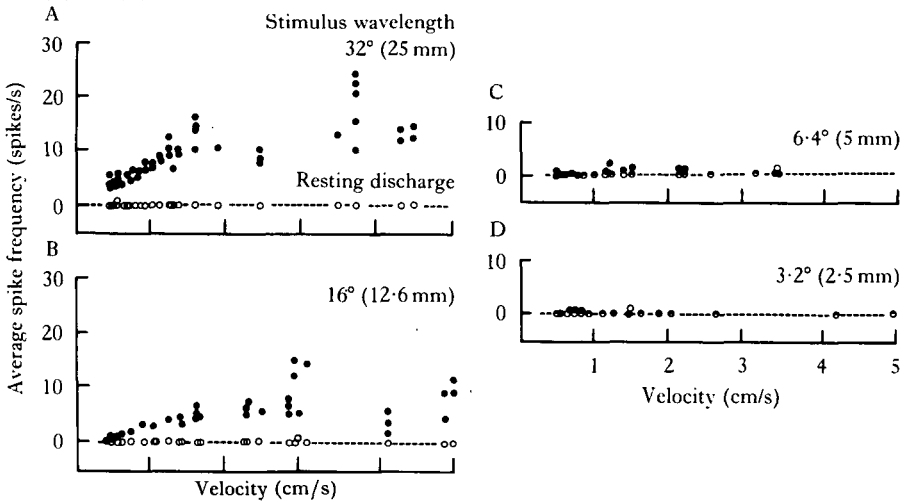 A
Stimulus wavelength
32° (25 mm)
30
20
10
0
Resting discharge
Average spike frequency (spikes/s)
B
16° (12·6 mm)
30
20
10
0
Velocity (cm/s)
C
6·4° (5 mm)
10
0
D
3·2° (2·5 mm)
10
0
1 2 3 4 5
Velocity (cm/s)